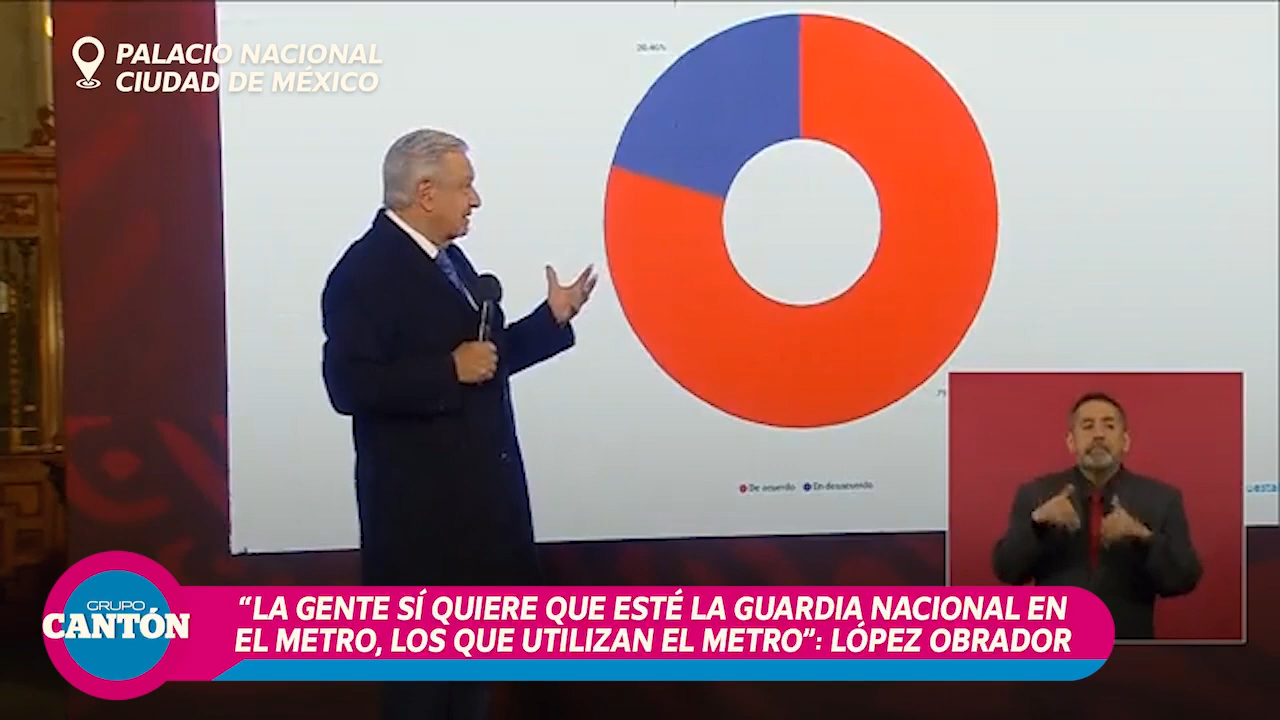 PALACIO NACIONAL
CIUDAD DE MÉXICO
20.46%
De acuerdo En desacuerdo
GRUPO
CANTÓN
“LA GENTE SÍ QUIERE QUE ESTÉ LA GUARDIA NACIONAL EN
EL METRO, LOS QUE UTILIZAN EL METRO”: LÓPEZ OBRADOR